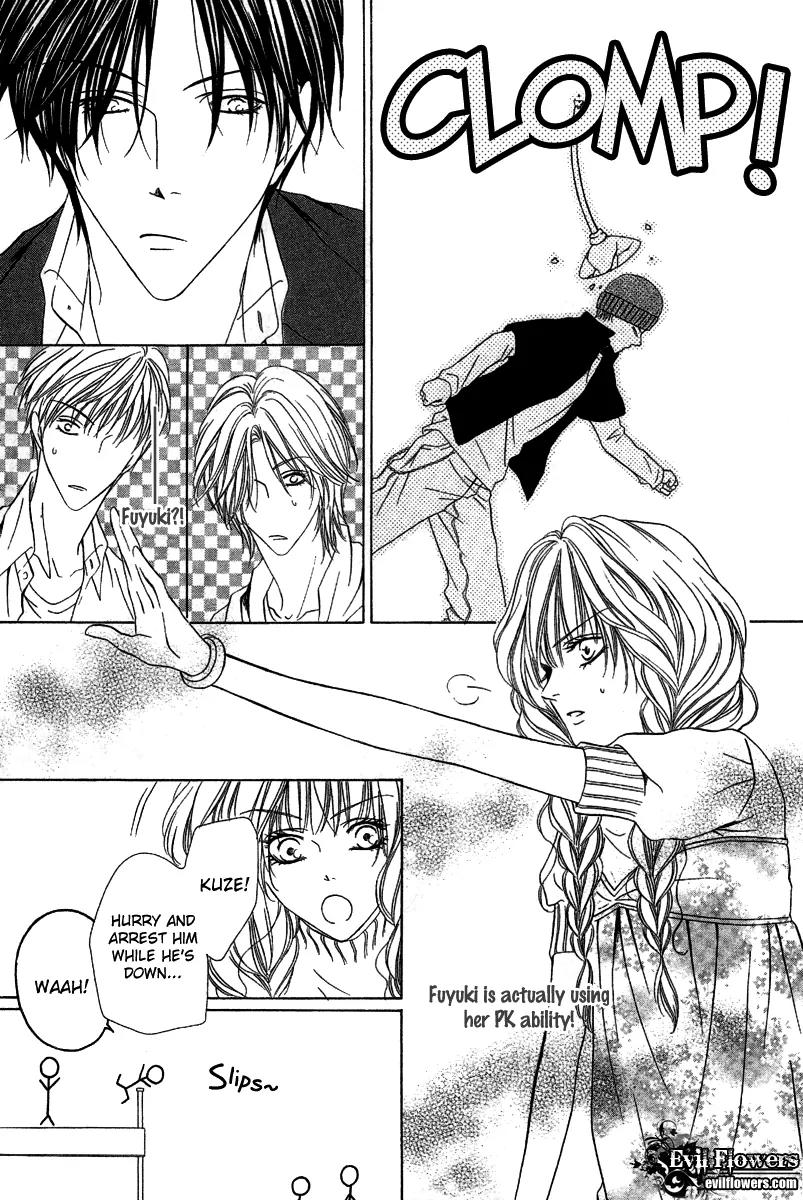 CLOMP!
Fuyuki?!
KUZE!
HURRY AND
ARREST HIM
WHILE HE'S
DOWN...
WAAH!
Fuyuki is actually using
her PK ability!
Slips~
Evil Flowers
evilflowers.com